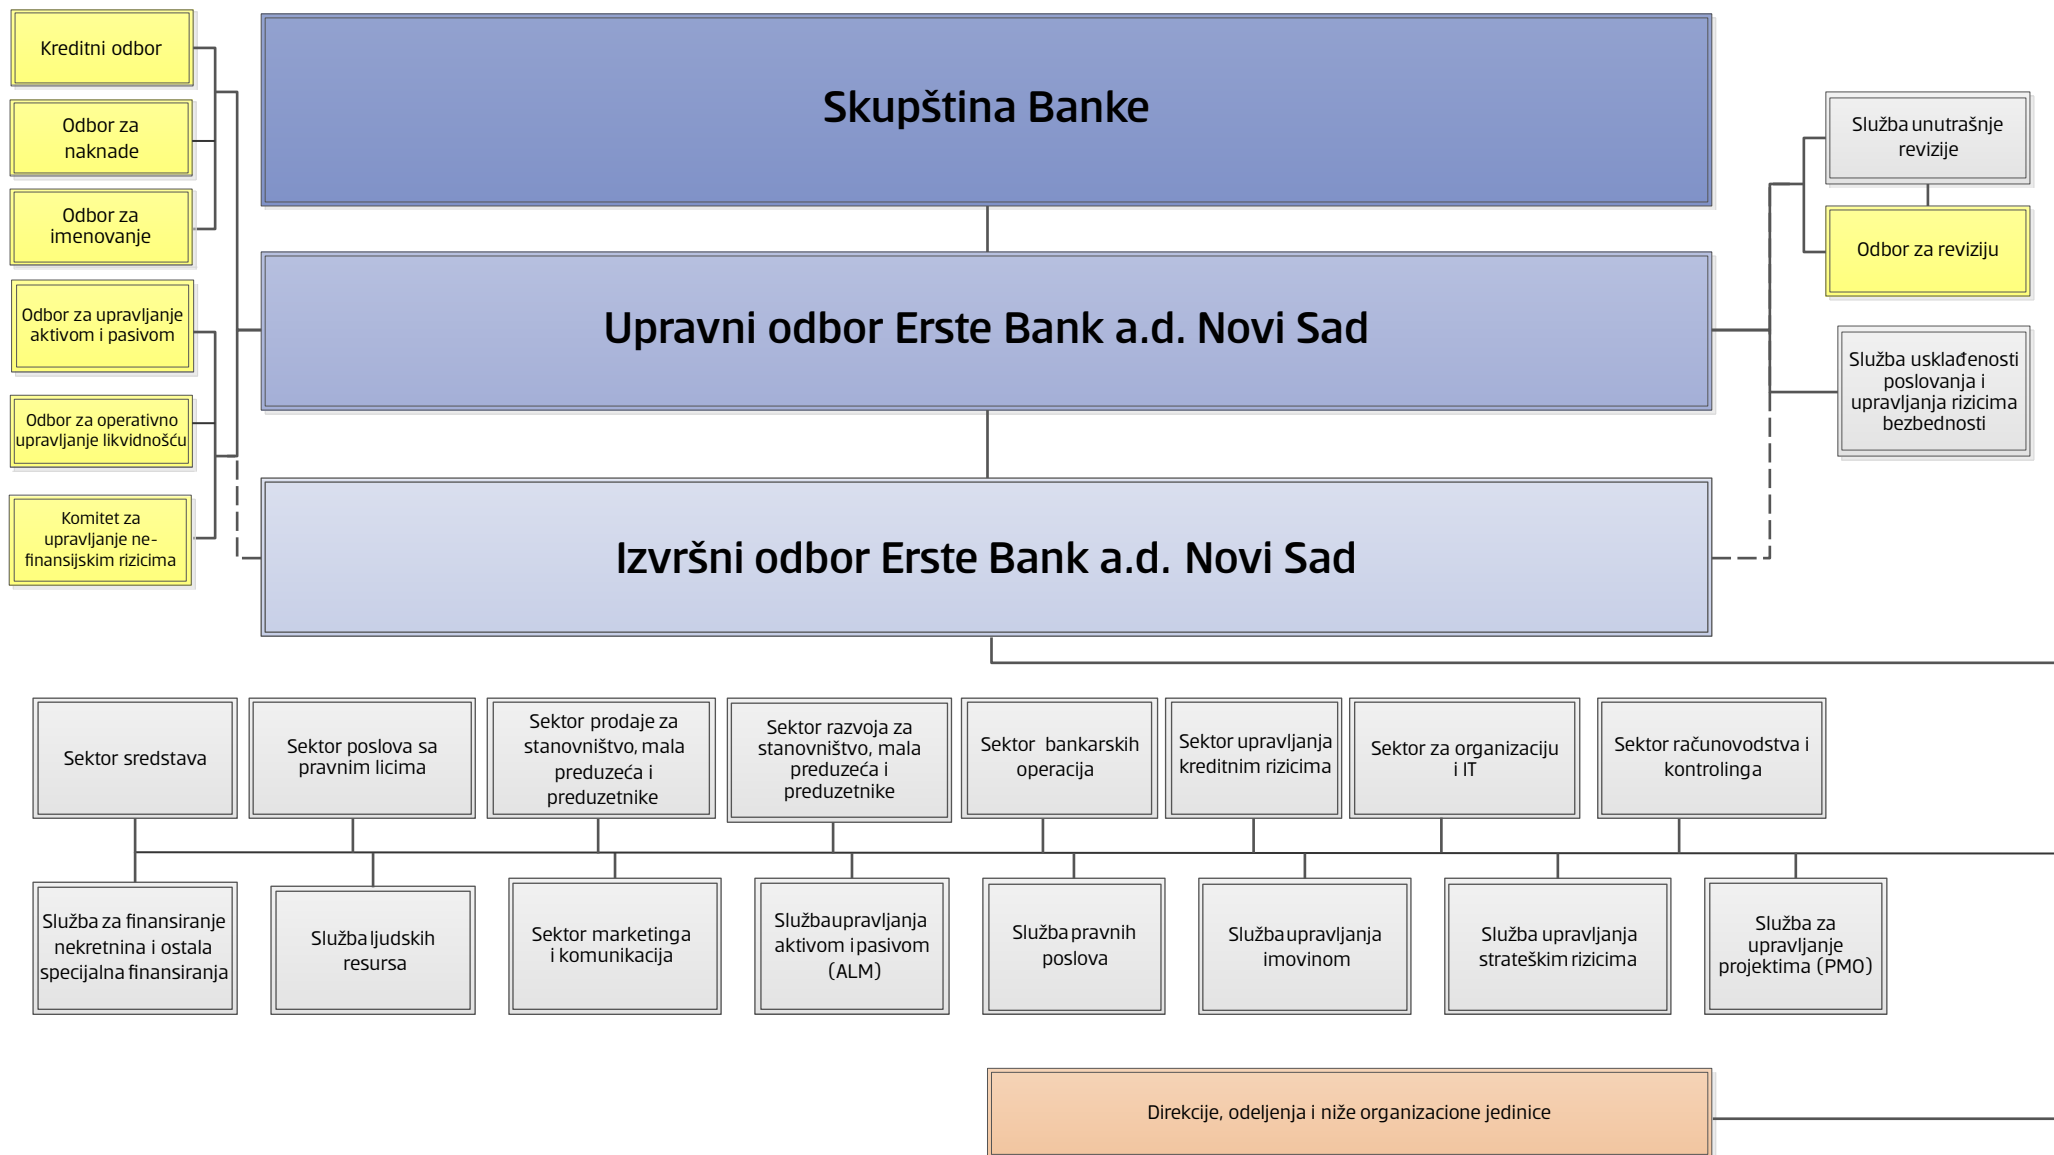 Kreditni odbor
Odbor za
naknade
Odbor za
imenovanje
Odbor za upravljanje
aktivom i pasivom
Odbor za operativno
upravljanje likvidnošću
Komitet za
upravljanje ne-
finansijskim rizicima
Skupština Banke
Upravni odbor Erste Bank a.d. Novi Sad
Izvršni odbor Erste Bank a.d. Novi Sad
Služba unutrašnje
revizije
Odbor za reviziju
Služba usklađenosti
poslovanja i
upravljanja rizicima
bezbednosti
Sektor sredstava
Sektor poslova sa
pravnim licima
Sektor prodaje za
stanovništvo, mala
preduzeća i
preduzetnike
Sektor razvoja za
stanovništvo, mala
preduzeća i
preduzetnike
Sektor bankarskih
operacija
Sektor upravljanja
kreditnim rizicima
Sektor za organizaciju
i IT
Sektor računovodstva i
kontrolinga
Služba za finansiranje
nekretnina i ostala
specijalna finansiranja
Služba ljudskih
resursa
Sektor marketinga
i komunikacija
Služba upravljanja
aktivom i pasivom
(ALM)
Služba pravnih
poslova
Služba upravljanja
imovinom
Služba upravljanja
strateškim rizicima
Služba za
upravljanje
projektima (PMO)
Direkcije, odeljenja i niže organizacione jedinice